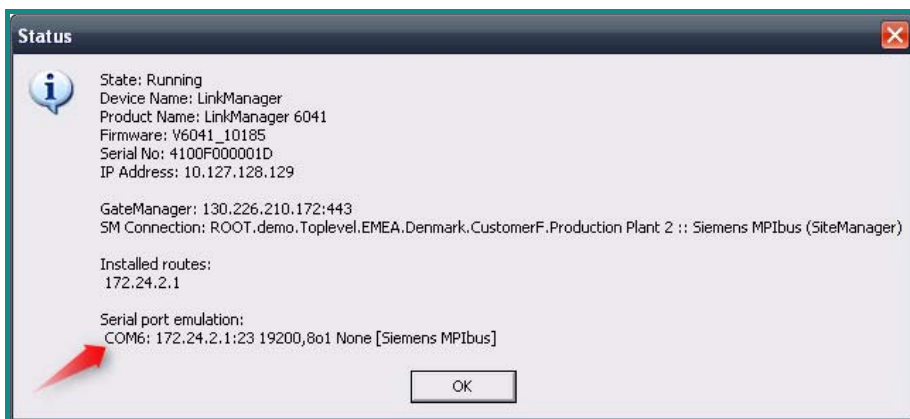 Status
State: Running
Device Name: LinkManager
Product Name: LinkManager 6041
Firmware: V6041_10185
Serial No: 4100F000001D
IP Address: 10.127.128.129
GateManager: 130.226.210.172:443
SM Connection: ROOT.demo.Toplevel.EMEA.Denmark.CustomerF.Production Plant 2 :: Siemens MPIbus (SiteManager)
Installed routes:
172.24.2.1
Serial port emulation:
COM6: 172.24.2.1:23 19200,8o1 None [Siemens MPIbus]
OK